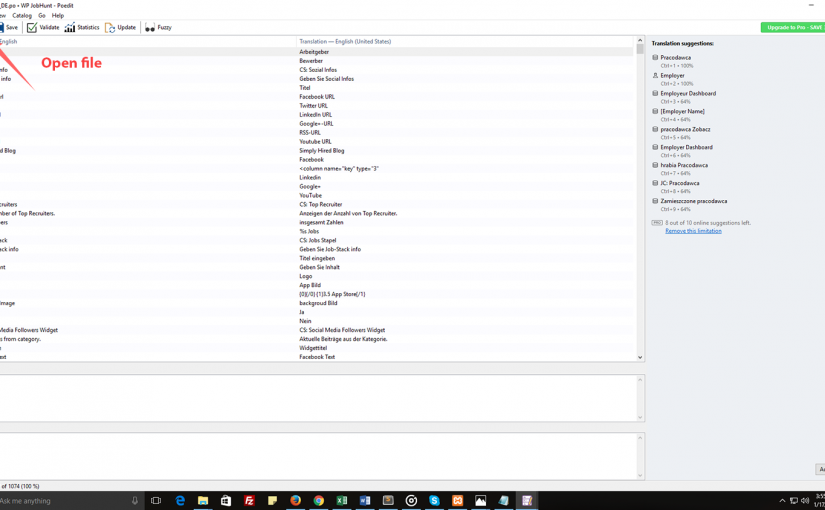 _DE.po • WP JobHunt - Poedit
Catalog Go Help
Save Validate Statistics Update Fuzzy Upgrade to Pro - SAVE
English Translation — English (United States)
Open file
Arbeitgeber
Bewarber
nfo CS: Sozial Infos
info Geben Sie Social Infos
Titel
Facebook URL
Twitter URL
LinkedIn URL
Google+-URL
RSS-URL
Youtube URL
d Blog Simply Hired Blog
Facebook
<column name="key" type="3"
Linkedin
Google+
YouTube
cruiters CS: Top Recruiter
mber of Top Recruiters. Anzeigen der Anzahl von Top Recruiter.
ers insgesamt Zahlen
%s Jobs
ack CS: Jobs Stapel
ack info Geben Sie Job-Stack info
Titel eingeben
nt Geben Sie Inhalt
Logo
App Bild
{0}{/0} {1}3.5 App Store{/1}
mage backgroud Bild
Ja
Nein
Media Followers Widget CS: Social Media Followers Widget
s from category. Aktuelle Beiträge aus der Kategorie.
Widgettitel
ext Facebook Text
Translation suggestions:
Pracodawca
Ctrl+1 • 100%
Employer
Ctrl+2 • 100%
Employeur Dashboard
Ctrl+3 • 64%
[Employer Name]
Ctrl+4 • 64%
pracodawca Zobacz
Ctrl+5 • 64%
Employer Dashboard
Ctrl+6 • 64%
hrabia Pracodawca
Ctrl+7 • 64%
JC: Pracodawca
Ctrl+8 • 64%
Zamieszczone pracodawca
Ctrl+9 • 64%
PRO 8 out of 10 online suggestions left.
Remove this limitation
of 1074 (100 %)
Ask me anything
3:55
1/17